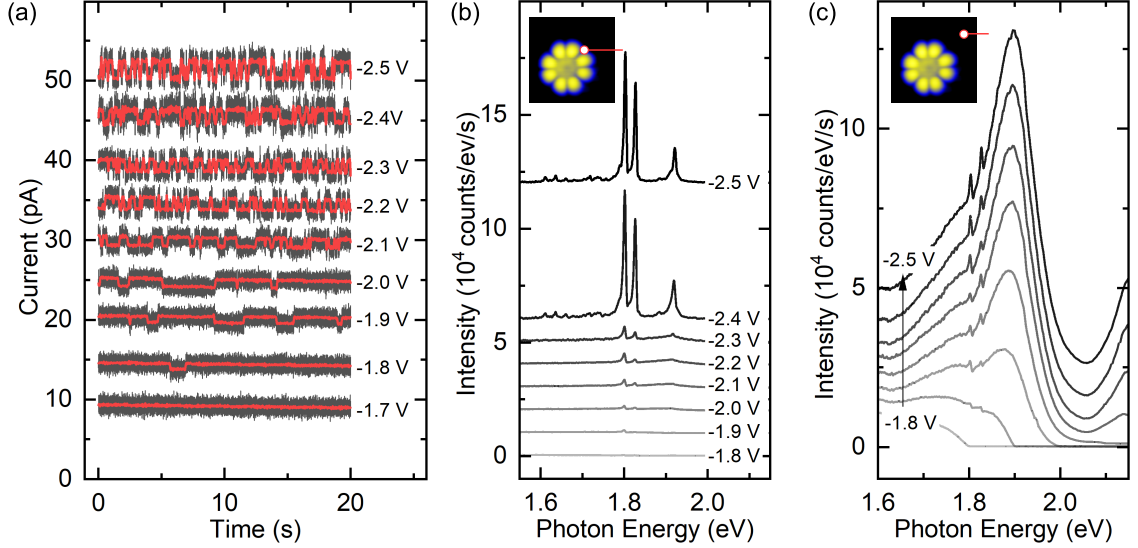 (a)
Current (pA)
50
40
30
20
10
0
-2.5 V
-2.4V
-2.3 V
-2.2 V
-2.1 V
-2.0 V
-1.9 V
-1.8 V
-1.7 V
0
10
20
Time (s)
(b)
Intensity (10⁴ counts/ev/s)
15
10
5
0
-2.5 V
-2.4 V
-2.3 V
-2.2 V
-2.1 V
-2.0 V
-1.9 V
-1.8 V
1.6
1.8
2.0
Photon Energy (eV)
(c)
Intensity (10⁴ counts/eV/s)
10
5
0
-2.5 V
-1.8 V
1.6
1.8
2.0
Photon Energy (eV)